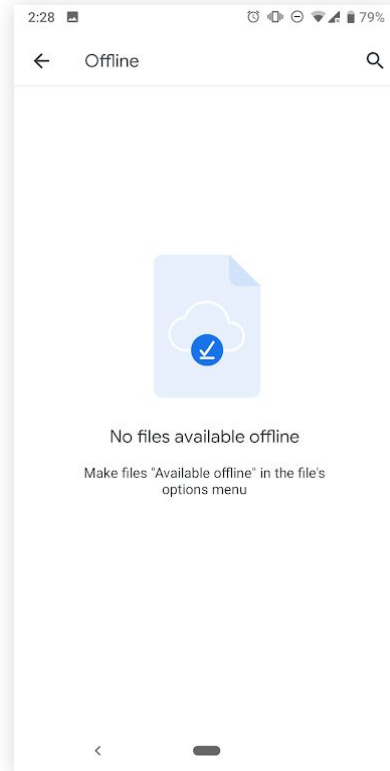 2:28 79%
Offline
No files available offline
Make files "Available offline" in the file's
options menu